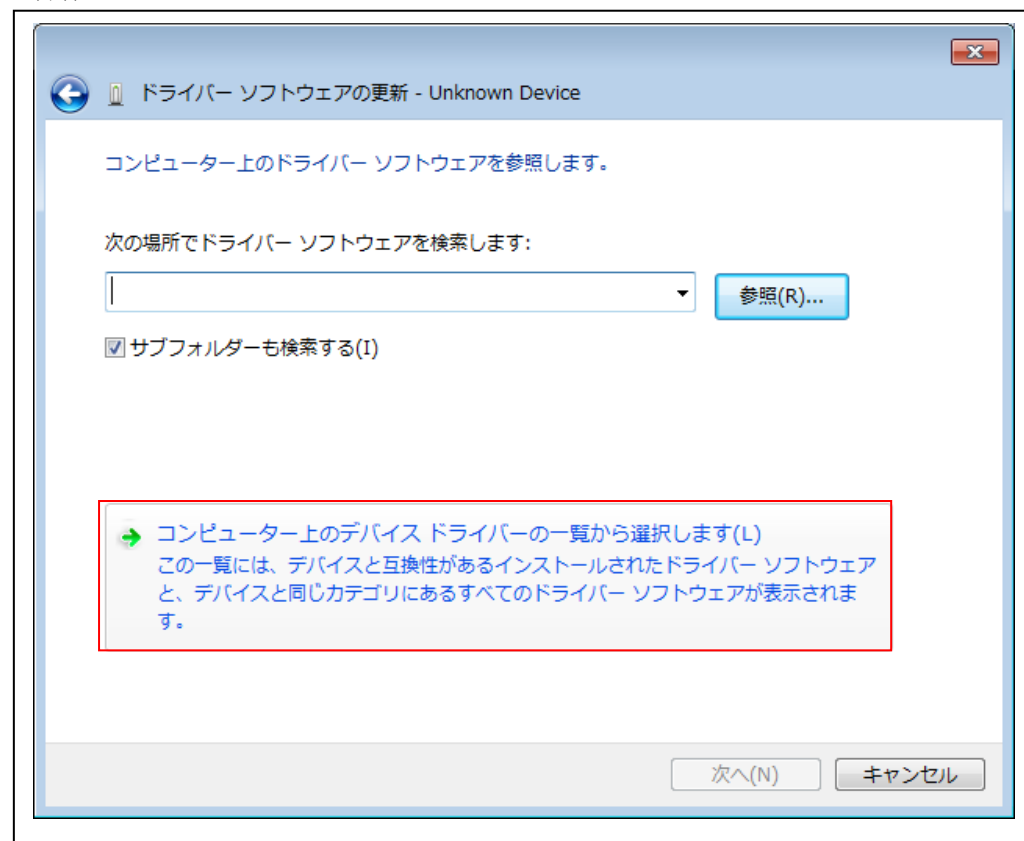 ドライバー ソフトウェアの更新 - Unknown Device
コンピューター上のドライバー ソフトウェアを参照します。
次の場所でドライバー ソフトウェアを検索します:
参照(R)...
サブフォルダーも検索する(I)
コンピューター上のデバイス ドライバーの一覧から選択します(L)
この一覧には、デバイスと互換性があるインストールされたドライバー ソフトウェア
と、デバイスと同じカテゴリにあるすべてのドライバー ソフトウェアが表示されま
す。
次へ(N)
キャンセル